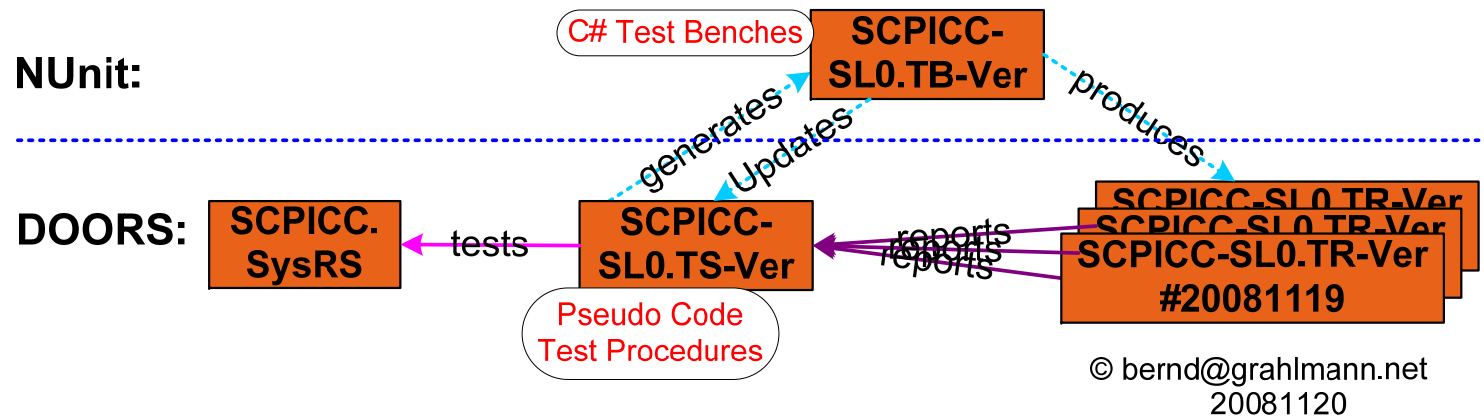 C# Test Benches
SCPICC-
SL0.TB-Ver
NUnit:
generates
Updates
produces
DOORS:
SCPICC.
SysRS
tests
SCPICC-
SL0.TS-Ver
Pseudo Code
Test Procedures
reports
reports
reports
SCPICC-SL0.TR-Ver
SCPICC-SL0.TR-Ver
SCPICC-SL0.TR-Ver
#20081119
© bernd@grahlmann.net
20081120